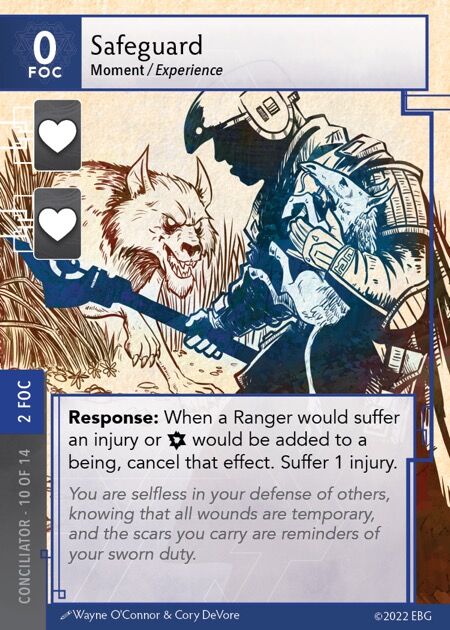 0
FOC
Safeguard
Moment / Experience
2 FOC
CONCILIATOR · 10 OF 14
Response: When a Ranger would suffer
an injury or would be added to a
being, cancel that effect. Suffer 1 injury.
You are selfless in your defense of others,
knowing that all wounds are temporary,
and the scars you carry are reminders of
your sworn duty.
Wayne O'Connor & Cory DeVore
©2022 EBG